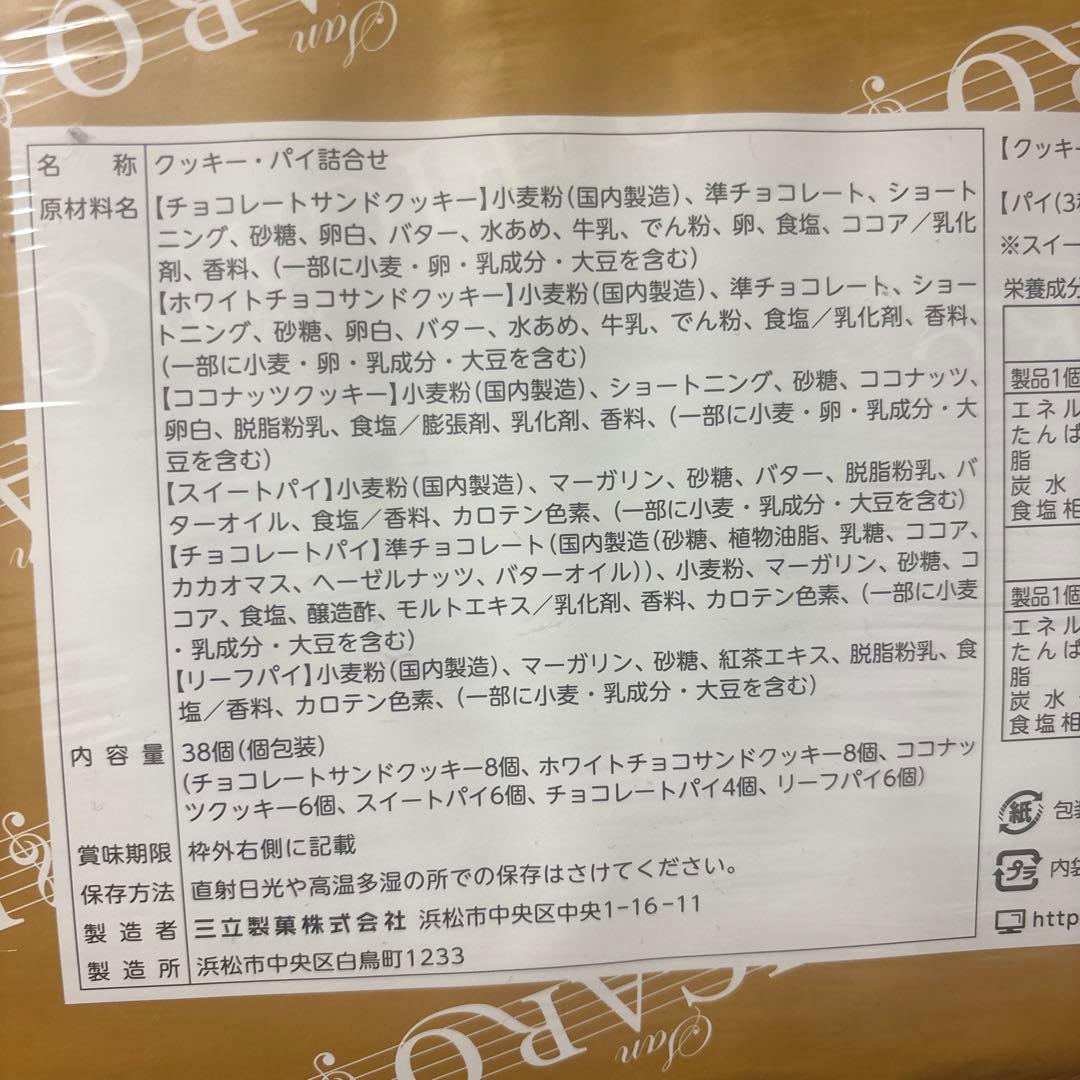 San
ARO
RO
名称 クッキー・パイ詰合せ
原材料名 【チョコレートサンドクッキー】小麦粉(国内製造)、準チョコレート、ショート
ニング、砂糖、卵白、バター、水あめ、牛乳、でん粉、卵、食塩、ココア／乳化
剤、香料、(一部に小麦・卵・乳成分・大豆を含む)
【ホワイトチョコサンドクッキー】小麦粉(国内製造)、準チョコレート、ショー
トニング、砂糖、卵白、バター、水あめ、牛乳、でん粉、食塩／乳化剤、香料、
(一部に小麦・卵・乳成分・大豆を含む)
【ココナッツクッキー】小麦粉(国内製造)、ショートニング、砂糖、ココナッツ、
卵白、脱脂粉乳、食塩／膨張剤、乳化剤、香料、(一部に小麦・卵・乳成分・大
豆を含む)
【スイートパイ】小麦粉(国内製造)、マーガリン、砂糖、バター、脱脂粉乳、バ
ターオイル、食塩／香料、カロテン色素、(一部に小麦・乳成分・大豆を含む)
【チョコレートパイ】準チョコレート(国内製造(砂糖、植物油脂、乳糖、ココア、
カカオマス、ヘーゼルナッツ、バターオイル))、小麦粉、マーガリン、砂糖、コ
コア、食塩、醸造酢、モルトエキス／乳化剤、香料、カロテン色素、(一部に小麦
・乳成分・大豆を含む)
【リーフパイ】小麦粉(国内製造)、マーガリン、砂糖、紅茶エキス、脱脂粉乳、食
塩／香料、カロテン色素、(一部に小麦・乳成分・大豆を含む)
内容量 38個(個包装)
(チョコレートサンドクッキー8個、ホワイトチョコサンドクッキー8個、ココナッ
ツクッキー6個、スイートパイ6個、チョコレートパイ4個、リーフパイ6個)
賞味期限 枠外右側に記載
保存方法 直射日光や高温多湿の所での保存はさけてください。
製造者 三立製菓株式会社 浜松市中央区中央1-16-11
製造所 浜松市中央区白鳥町1233
【クッキー
【パイ(3種
※スイー
栄養成分
製品1個
エネル
たんぱ
脂
炭水
食塩相
製品1個
エネル
たんぱ
脂
炭水
食塩相
紙 包装
プラ 内袋
http
CARO
San